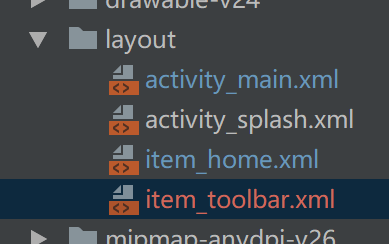 drawable-v24
layout
activity_main.xml
activity_splash.xml
item_home.xml
item_toolbar.xml
mipmap-anydpi-v26